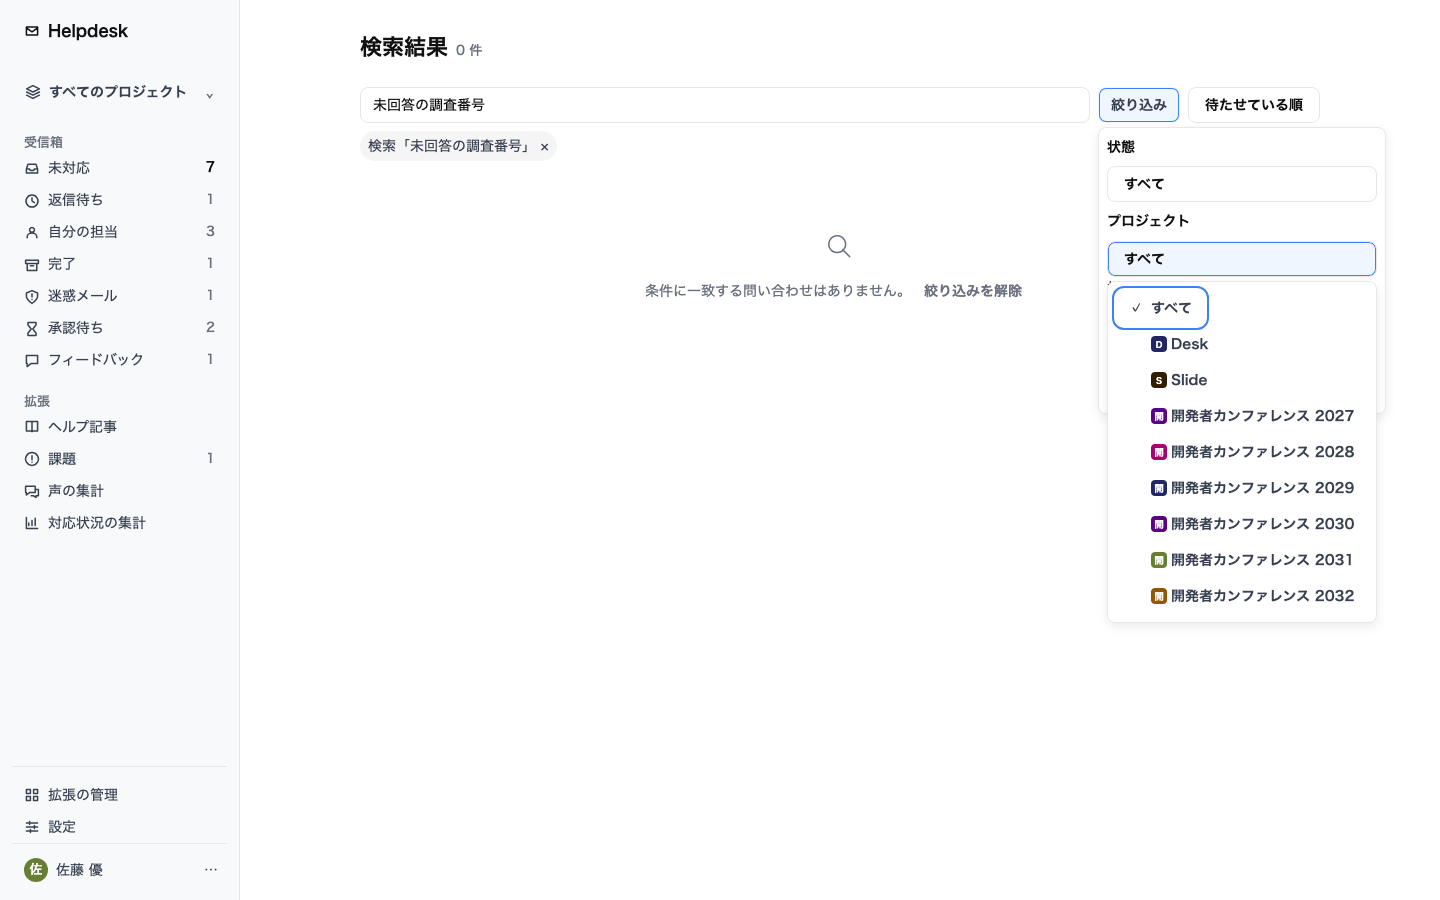 Helpdesk
すべてのプロジェクト
受信箱
未対応 7
返信待ち 1
自分の担当 3
完了 1
迷惑メール 1
承認待ち 2
フィードバック 1
拡張
ヘルプ記事
課題 1
声の集計
対応状況の集計
拡張の管理
設定
佐 佐藤 優 …
検索結果 0 件
未回答の調査番号
絞り込み
待たせている順
検索「未回答の調査番号」 ×
条件に一致する問い合わせはありません。 絞り込みを解除
状態
すべて
プロジェクト
すべて
✓ すべて
D Desk
S Slide
開 開発者カンファレンス 2027
開 開発者カンファレンス 2028
開 開発者カンファレンス 2029
開 開発者カンファレンス 2030
開 開発者カンファレンス 2031
開 開発者カンファレンス 2032